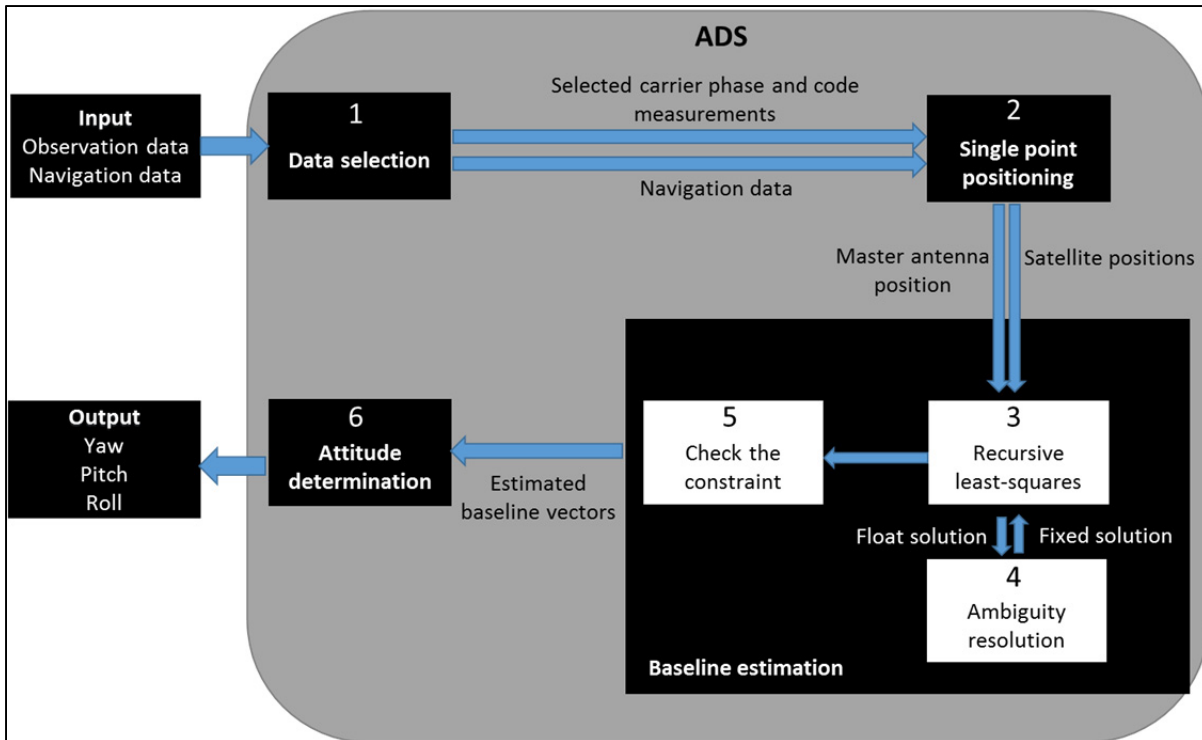 ADS
Input
Observation data
Navigation data
1
Data selection
Selected carrier phase and code
measurements
Navigation data
2
Single point
positioning
Master antenna
position
Satellite positions
3
Recursive
least-squares
Float solution
Fixed solution
4
Ambiguity
resolution
5
Check the
constraint
Baseline estimation
Estimated
baseline vectors
6
Attitude
determination
Output
Yaw
Pitch
Roll